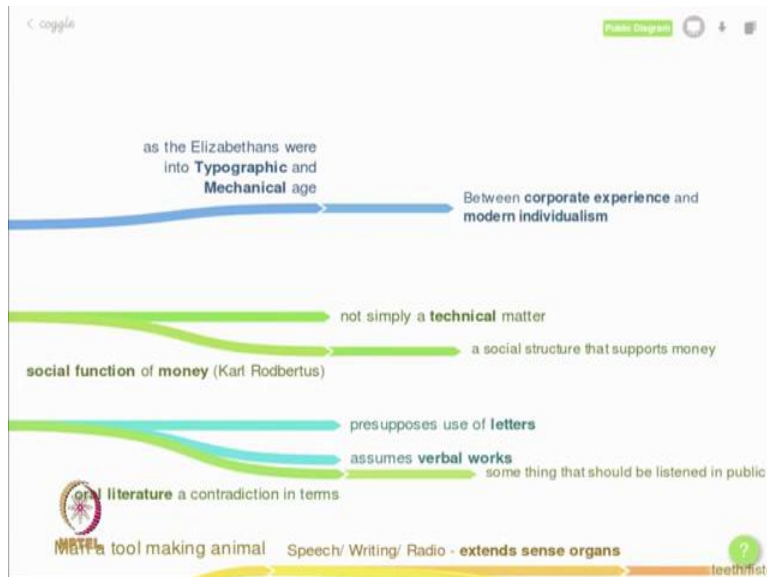 < coggle
Public Diagram
as the Elizabethans were
into Typographic and
Mechanical age
Between corporate experience and
modern individualism
not simply a technical matter
a social structure that supports money
social function of money (Karl Rodbertus)
presupposes use of letters
assumes verbal works
some thing that should be listened in public
oral literature a contradiction in terms
NPTEL
Man a tool making animal
Speech/ Writing/ Radio - extends sense organs
teeth/fist
?